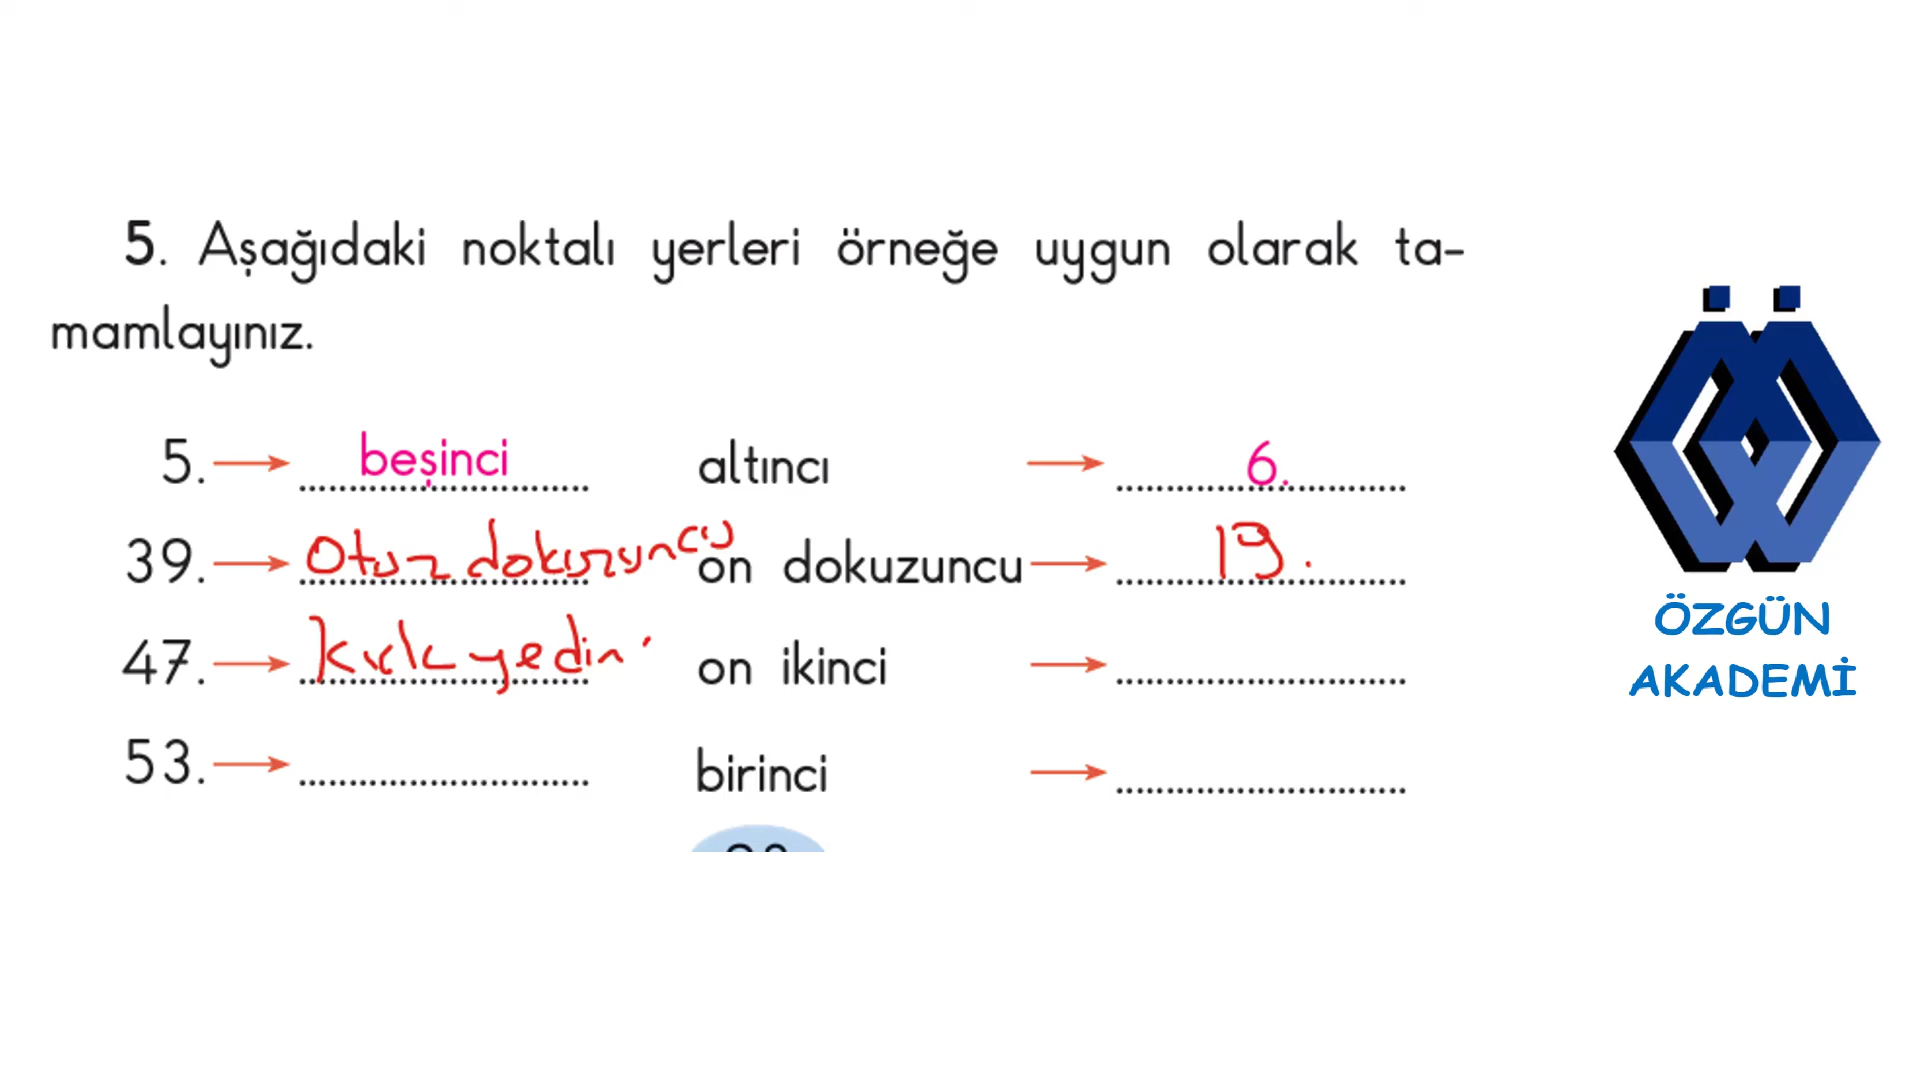 5. Aşağıdaki noktalı yerleri örneğe uygun olarak ta-
mamlayınız.
5. → beşinci altıncı → 6.
39. → Otuz dokuzuncu on dokuzuncu → 19.
47. → Kırk yedin on ikinci → ............................
53. → ............................ birinci → ............................
ÖZGÜN
AKADEMİ